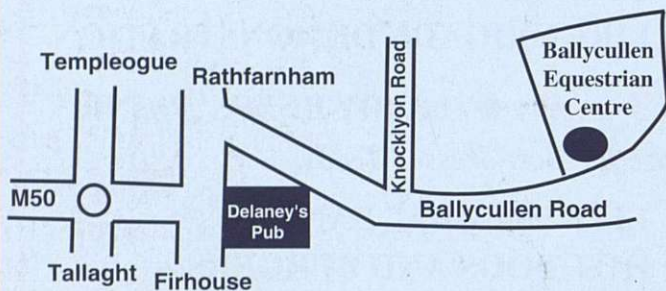 Templeogue
Rathfarnham
Knocklyon Road
Ballycullen
Equestrian
Centre
M50
Delaney's
Pub
Ballycullen Road
Tallaght
Firhouse